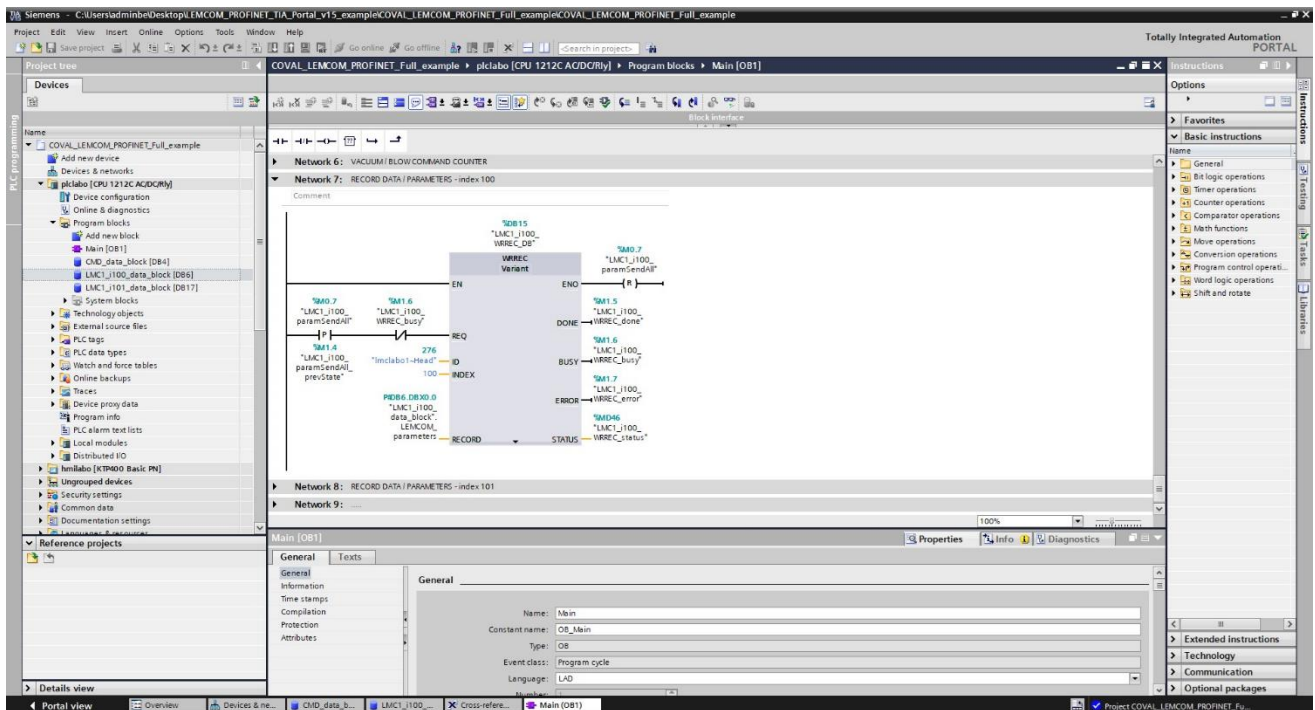 Siemens - C:\Users\adminbe\Desktop\LEMCOM_PROFINET_TIA_Portal_v15_example\COVAL_LEMCOM_PROFINET_Full_example\COVAL_LEMCOM_PROFINET_Full_example
Project Edit View Insert Online Options Tools Window Help
Save project Go online Go offline <Search in project>
Totally Integrated Automation
PORTAL
Project tree
Devices
Name
COVAL_LEMCOM_PROFINET_Full_example
Add new device
Devices & networks
plclabo [CPU 1212C AC/DC/Rly]
Device configuration
Online & diagnostics
Program blocks
Add new block
Main [OB1]
CMD_data_block [DB4]
LMC1_i100_data_block [DB6]
LMC1_i101_data_block [DB17]
System blocks
Technology objects
External source files
PLC tags
PLC data types
Watch and force tables
Online backups
Traces
Device proxy data
Program info
PLC alarm text lists
Local modules
Distributed I/O
hmilabo [KTP400 Basic PN]
Ungrouped devices
Security settings
Common data
Documentation settings
Languages & resources
Reference projects
Details view
PLC programming
COVAL_LEMCOM_PROFINET_Full_example ▸ plclabo [CPU 1212C AC/DC/Rly] ▸ Program blocks ▸ Main [OB1]
Block interface
Network 6: VACUUM / BLOW COMMAND COUNTER
Network 7: RECORD DATA / PARAMETERS - index 100
Comment
%DB15
"LMC1_i100_
WRREC_DB"
WRREC
Variant
EN
ENO
%M0.7
"LMC1_i100_
paramSendAll"
R
%M0.7
"LMC1_i100_
paramSendAll"
P
%M1.4
"LMC1_i100_
paramSendAll_
prevState"
%M1.6
"LMC1_i100_
WRREC_busy"
REQ
276
"lmclabo1~Head"
ID
100
INDEX
P#DB6.DBX0.0
"LMC1_i100_
data_block".
LEMCOM_
parameters
RECORD
%M1.5
"LMC1_i100_
WRREC_done"
DONE
%M1.6
"LMC1_i100_
WRREC_busy"
BUSY
%M1.7
"LMC1_i100_
WRREC_error"
ERROR
%MD46
"LMC1_i100_
WRREC_status"
STATUS
Network 8: RECORD DATA / PARAMETERS - index 101
Network 9: .....
100%
Main [OB1]
Properties Info Diagnostics
General Texts
General
Information
Time stamps
Compilation
Protection
Attributes
General
Name: Main
Constant name: OB_Main
Type: OB
Event class: Program cycle
Language: LAD
Number: 1
Instructions
Options
Favorites
Basic instructions
Name
General
Bit logic operations
Timer operations
Counter operations
Comparator operations
Math functions
Move operations
Conversion operations
Program control operati...
Word logic operations
Shift and rotate
Extended instructions
Technology
Communication
Optional packages
Instructions
Testing
Tasks
Libraries
Portal view Overview Devices & ne... CMD_data_b... LMC1_i100_... Cross-refere... Main (OB1)
Project COVAL_LEMCOM_PROFINET_Fu...